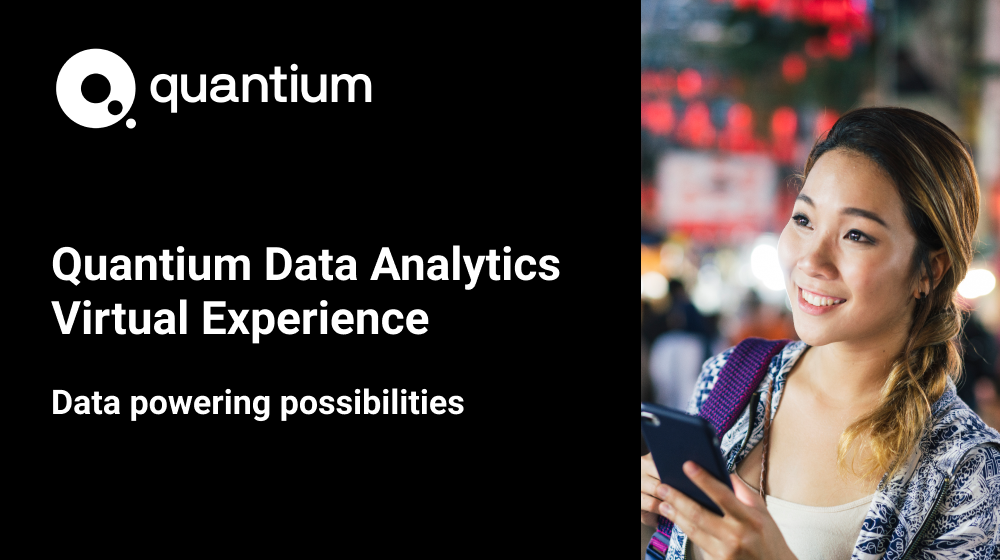 quantium
Quantium Data Analytics
Virtual Experience
Data powering possibilities